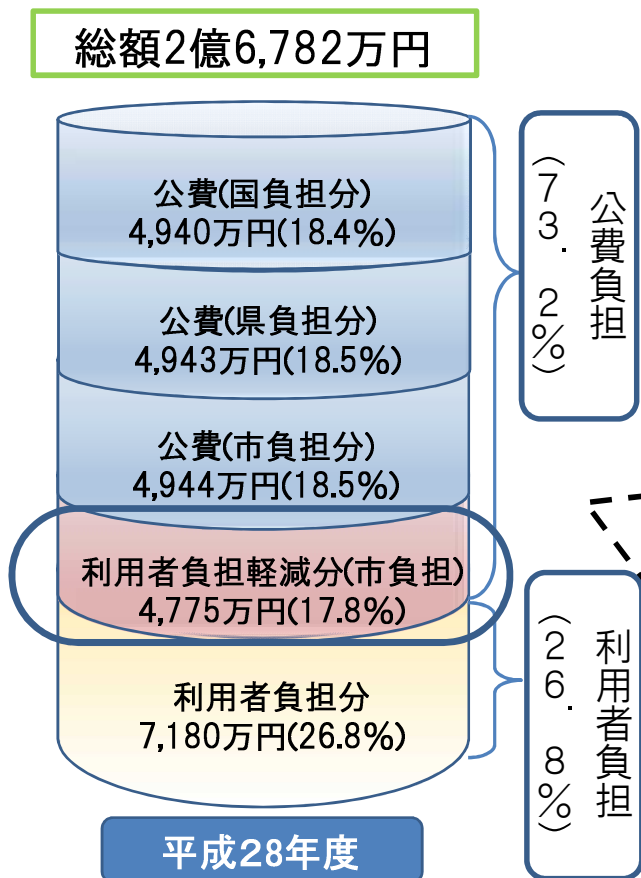 総額2億6,782万円
公費(国負担分)
4,940万円(18.4%)
公費(県負担分)
4,943万円(18.5%)
公費(市負担分)
4,944万円(18.5%)
利用者負担軽減分(市負担)
4,775万円(17.8%)
利用者負担分
7,180万円(26.8%)
公費負担
(73.2%)
利用者負担
(26.8%)
平成28年度